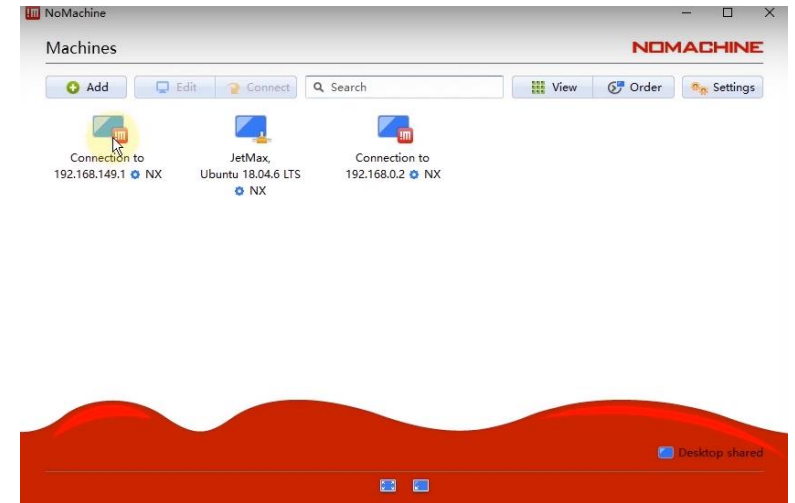 !M NoMachine
Machines
NOMACHINE
Add
Edit
Connect
Search
View
Order
Settings
!M
Connection to
192.168.149.1 NX
JetMax,
Ubuntu 18.04.6 LTS
NX
!M
Connection to
192.168.0.2 NX
Desktop shared